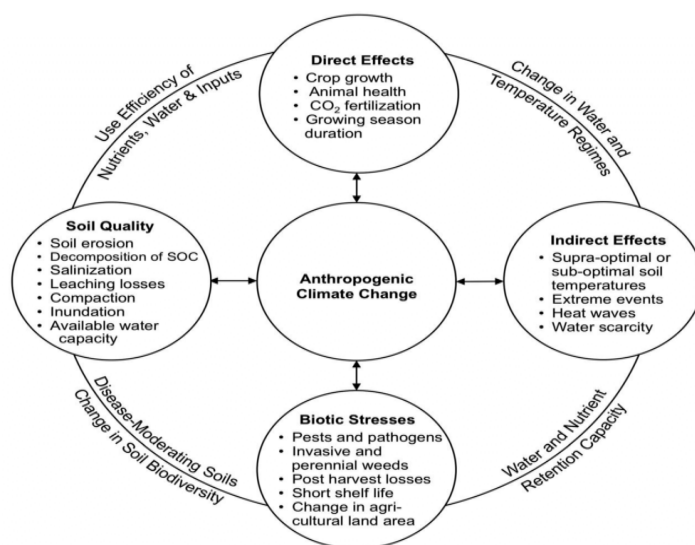 Direct Effects
• Crop growth
• Animal health
• CO₂ fertilization
• Growing season
duration
Use Efficiency of
Nutrients, Water & Inputs
Change in Water and
Temperature Regimes
Soil Quality
• Soil erosion
• Decomposition of SOC
• Salinization
• Leaching losses
• Compaction
• Inundation
• Available water
capacity
Anthropogenic
Climate Change
Indirect Effects
• Supra-optimal or
sub-optimal soil
temperatures
• Extreme events
• Heat waves
• Water scarcity
Disease-Moderating Soils
Change in Soil Biodiversity
Biotic Stresses
• Pests and pathogens
• Invasive and
perennial weeds
• Post harvest losses
• Short shelf life
• Change in agri-
cultural land area
Water and Nutrient
Retention Capacity